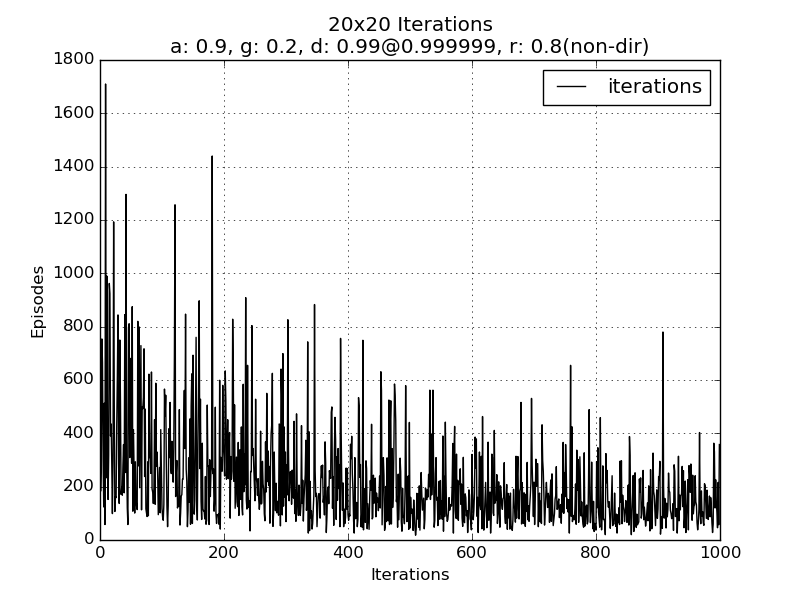 20x20 Iterations
a: 0.9, g: 0.2, d: 0.99@0.999999, r: 0.8(non-dir)
iterations
Episodes
1800
1600
1400
1200
1000
800
600
400
200
0
0 200 400 600 800 1000
Iterations